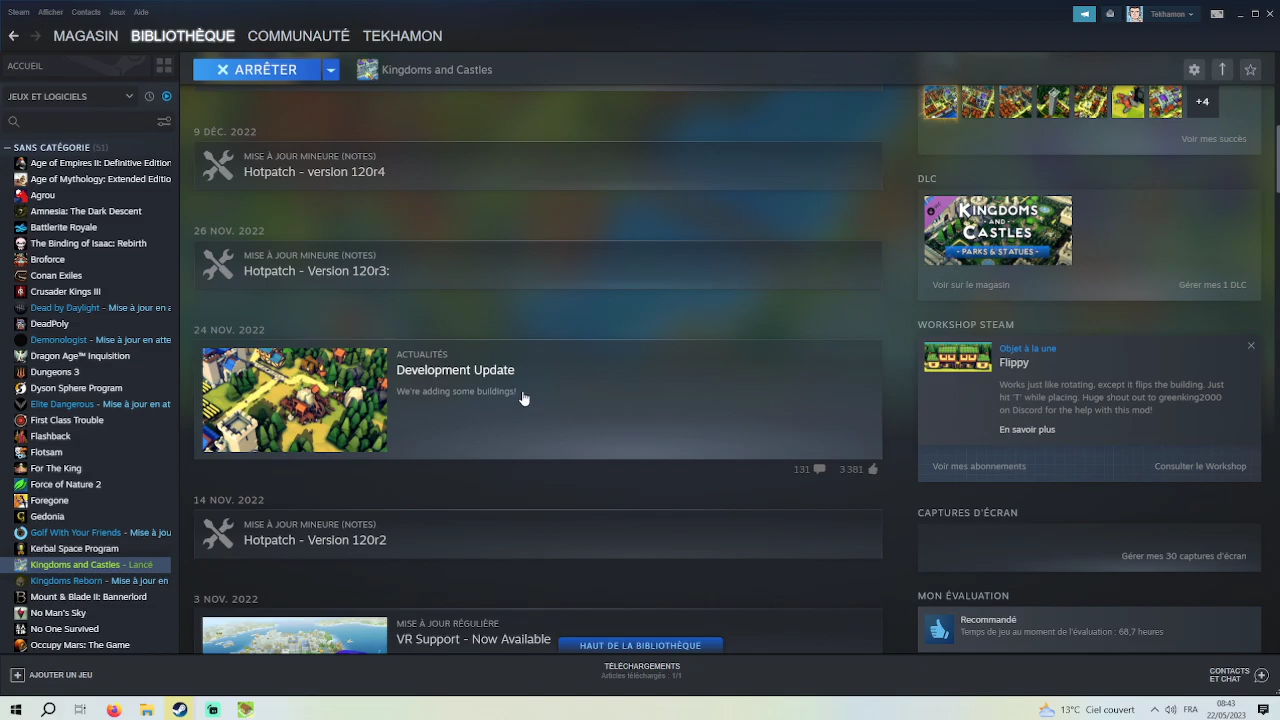 Steam Afficher Contacts Jeux Aide
Tekhamon
MAGASIN BIBLIOTHÈQUE COMMUNAUTÉ TEKHAMON
ACCUEIL
JEUX ET LOGICIELS
SANS CATÉGORIE (51)
Age of Empires II: Definitive Edition
Age of Mythology: Extended Edition
Agrou
Amnesia: The Dark Descent
Battlerite Royale
The Binding of Isaac: Rebirth
Broforce
Conan Exiles
Crusader Kings III
Dead by Daylight - Mise à jour en
DeadPoly
Demonologist - Mise à jour en atte
Dragon Age™ Inquisition
Dungeons 3
Dyson Sphere Program
Elite Dangerous - Mise à jour en at
First Class Trouble
Flashback
Flotsam
For The King
Force of Nature 2
Foregone
Gedonia
Golf With Your Friends - Mise à jou
Kerbal Space Program
Kingdoms and Castles - Lancé
Kingdoms Reborn - Mise à jour en
Mount & Blade II: Bannerlord
No Man's Sky
No One Survived
Occupy Mars: The Game
AJOUTER UN JEU
ARRÊTER
Kingdoms and Castles
9 DÉC. 2022
MISE À JOUR MINEURE (NOTES)
Hotpatch - version 120r4
26 NOV. 2022
MISE À JOUR MINEURE (NOTES)
Hotpatch - Version 120r3:
24 NOV. 2022
ACTUALITÉS
Development Update
We're adding some buildings!
131 3 381
14 NOV. 2022
MISE À JOUR MINEURE (NOTES)
Hotpatch - Version 120r2
3 NOV. 2022
MISE À JOUR RÉGULIÈRE
VR Support - Now Available
HAUT DE LA BIBLIOTHÈQUE
+4
Voir mes succès
DLC
KINGDOMS
AND
CASTLES
- PARKS & STATUES -
Voir sur le magasin Gérer mes 1 DLC
WORKSHOP STEAM
Objet à la une
Flippy
Works just like rotating, except it flips the building. Just
hit 'T' while placing. Huge shout out to greenking2000
on Discord for the help with this mod!
En savoir plus
Voir mes abonnements Consulter le Workshop
CAPTURES D'ÉCRAN
Gérer mes 30 captures d'écran
MON ÉVALUATION
Recommandé
Temps de jeu au moment de l'évaluation : 68,7 heures
TÉLÉCHARGEMENTS
Articles téléchargés : 1/1
CONTACTS
ET CHAT
13°C Ciel couvert FRA
08:43
22/05/2023